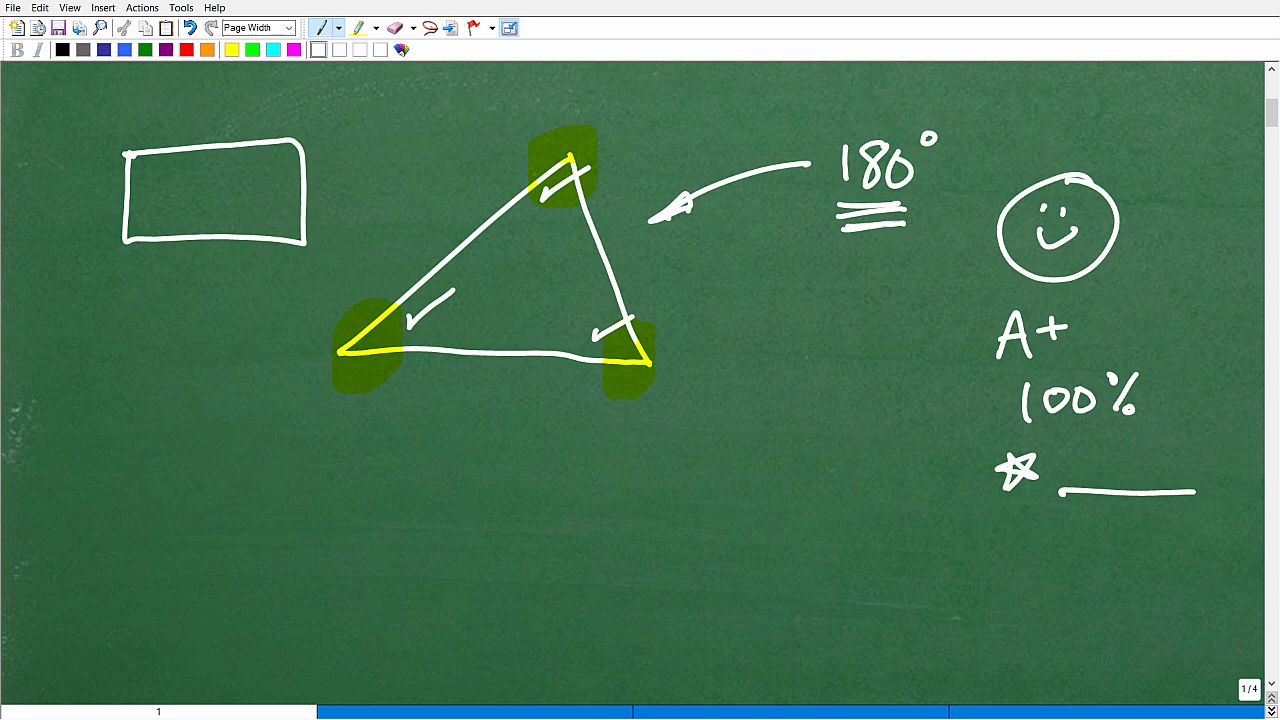 File Edit View Insert Actions Tools Help
Page Width
B I
180°
A+
100%
1 / 4
1